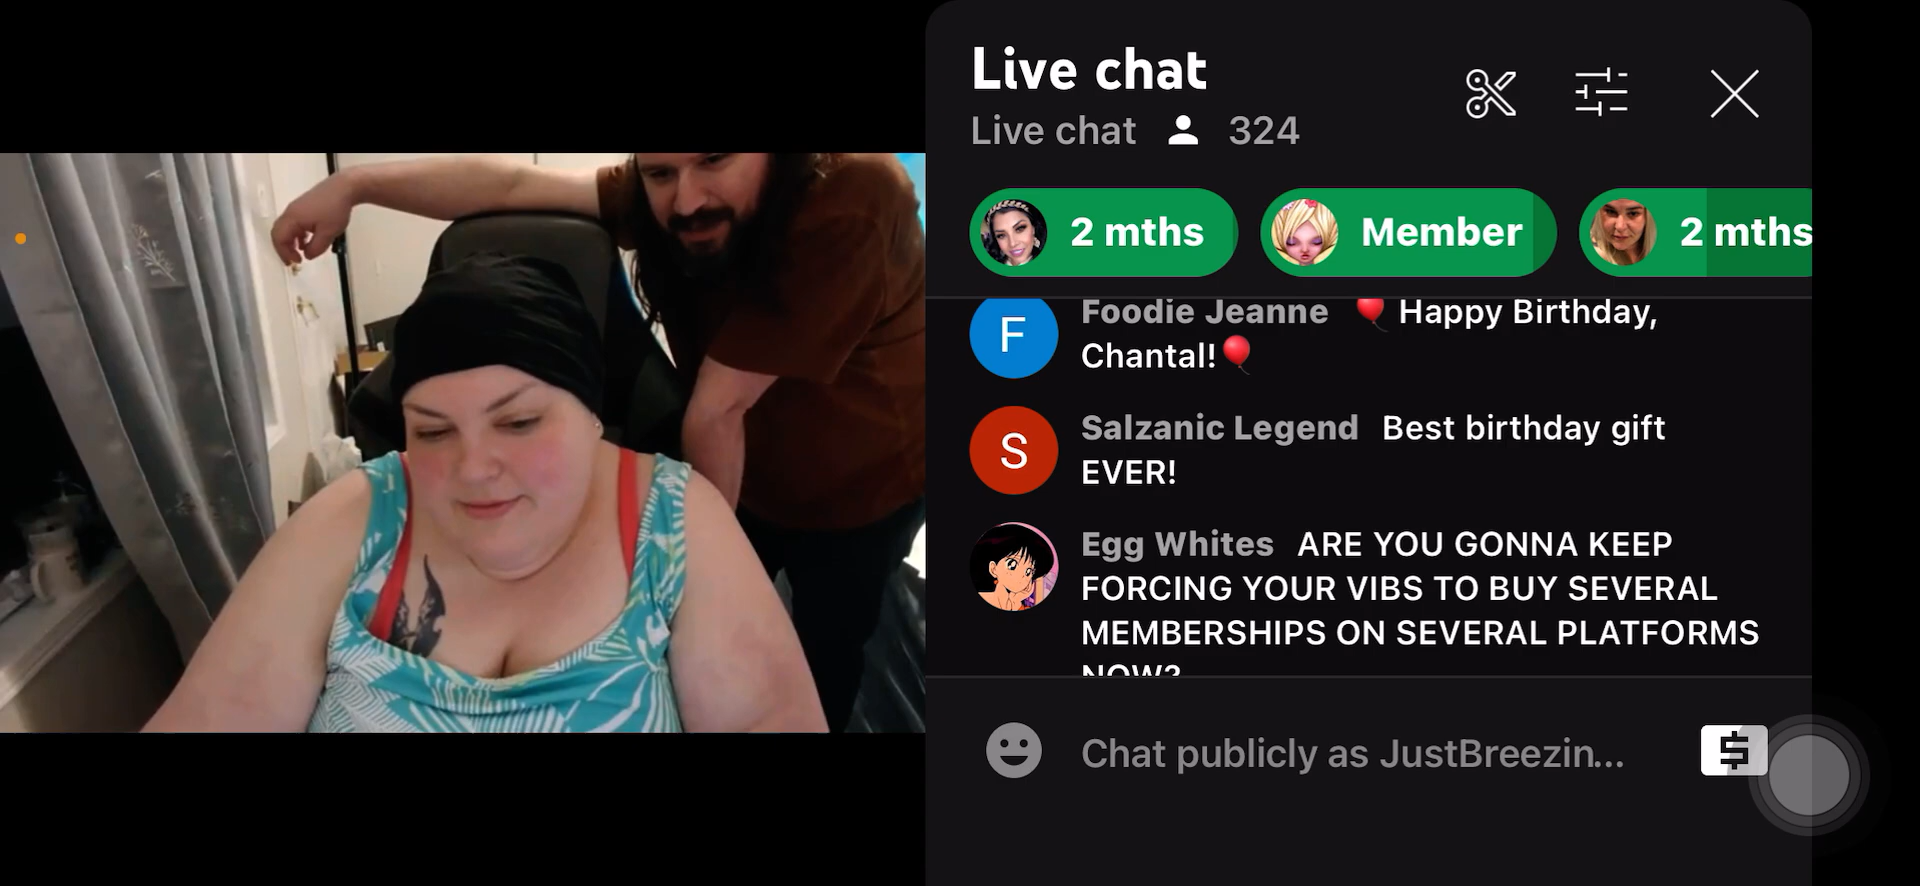 Live chat
Live chat 324
2 mths Member 2 mths
F Foodie Jeanne 🎈 Happy Birthday,
Chantal!🎈
S Salzanic Legend Best birthday gift
EVER!
Egg Whites ARE YOU GONNA KEEP
FORCING YOUR VIBS TO BUY SEVERAL
MEMBERSHIPS ON SEVERAL PLATFORMS
NOW?
Chat publicly as JustBreezin... $